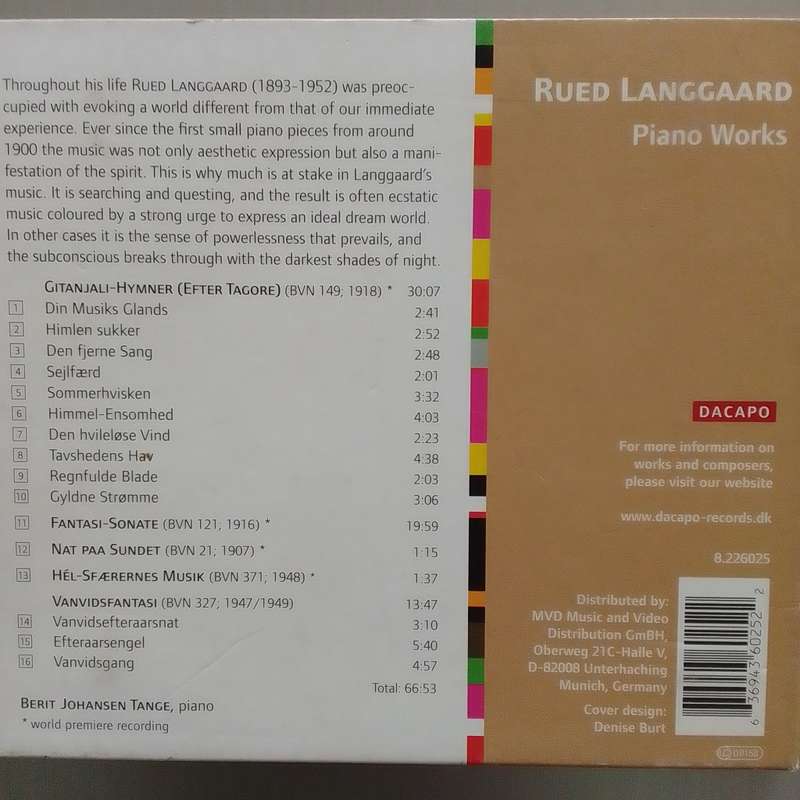 Throughout his life Rued Langgaard (1893-1952) was preoc-
cupied with evoking a world different from that of our immediate
experience. Ever since the first small piano pieces from around
1900 the music was not only aesthetic expression but also a mani-
festation of the spirit. This is why much is at stake in Langgaard's
music. It is searching and questing, and the result is often ecstatic
music coloured by a strong urge to express an ideal dream world.
In other cases it is the sense of powerlessness that prevails, and
the subconscious breaks through with the darkest shades of night.
Gitanjali-Hymner (Efter Tagore) (BVN 149; 1918) * 30:07
1 Din Musiks Glands 2:41
2 Himlen sukker 2:52
3 Den fjerne Sang 2:48
4 Sejlfærd 2:01
5 Sommerhvisken 3:32
6 Himmel-Ensomhed 4:03
7 Den hvileløse Vind 2:23
8 Tavshedens Hav 4:38
9 Regnfulde Blade 2:03
10 Gyldne Strømme 3:06
11 Fantasi-Sonate (BVN 121; 1916) * 19:59
12 Nat paa Sundet (BVN 21; 1907) * 1:15
13 Hél-Sfærernes Musik (BVN 371; 1948) * 1:37
Vanvidsfantasi (BVN 327; 1947/1949) 13:47
14 Vanvidsefteraarsnat 3:10
15 Efteraarsengel 5:40
16 Vanvidsgang 4:57
Total: 66:53
Berit Johansen Tange, piano
* world premiere recording
Rued Langgaard
Piano Works
DACAPO
For more information on
works and composers,
please visit our website
www.dacapo-records.dk
8.226025
Distributed by:
MVD Music and Video
Distribution GmBH,
Oberweg 21C-Halle V,
D-82008 Unterhaching
Munich, Germany
Cover design:
Denise Burt
6 36943 60252 2